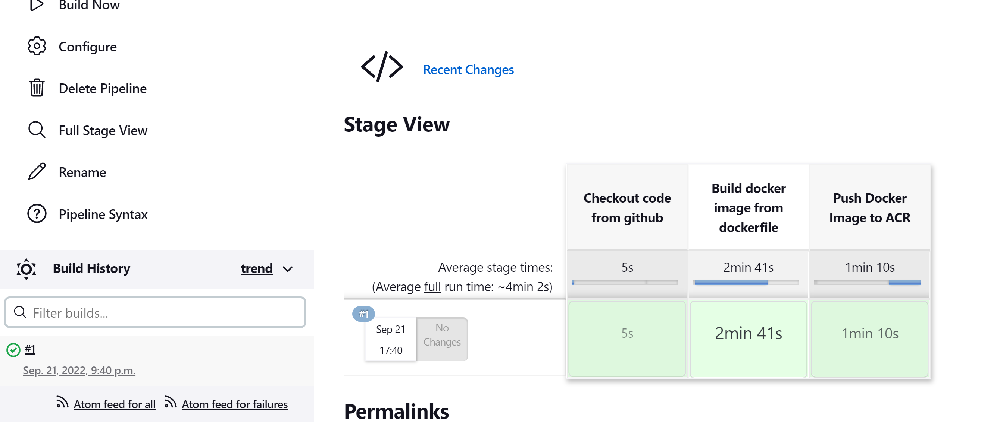 Build Now
Configure
Delete Pipeline
Full Stage View
Rename
Pipeline Syntax
Build History
trend
Filter builds...
#1
Sep. 21, 2022, 9:40 p.m.
Atom feed for all
Atom feed for failures
</>
Recent Changes
Stage View
Checkout code
from github
Build docker
image from
dockerfile
Push Docker
Image to ACR
Average stage times:
(Average full run time: ~4min 2s)
5s
2min 41s
1min 10s
#1
Sep 21
17:40
No
Changes
5s
2min 41s
1min 10s
Permalinks